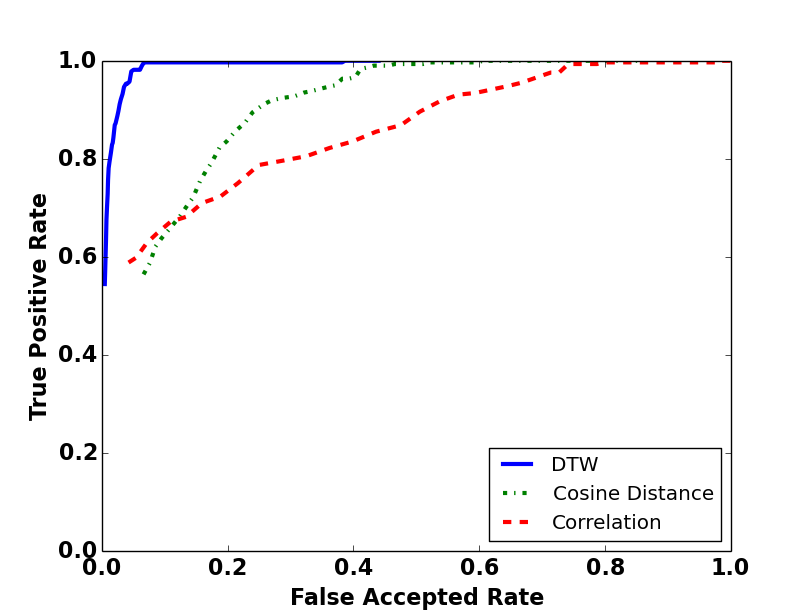 1.0
0.8
0.6
0.4
0.2
0.0
True Positive Rate
DTW
Cosine Distance
Correlation
0.0 0.2 0.4 0.6 0.8 1.0
False Accepted Rate